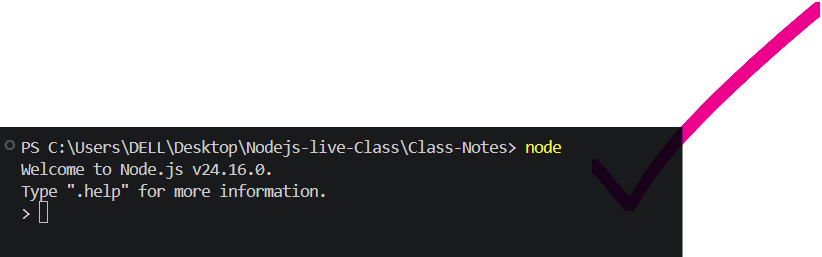 PS C:\Users\DELL\Desktop\Nodejs-live-Class\Class-Notes> node
Welcome to Node.js v24.16.0.
Type ".help" for more information.
>